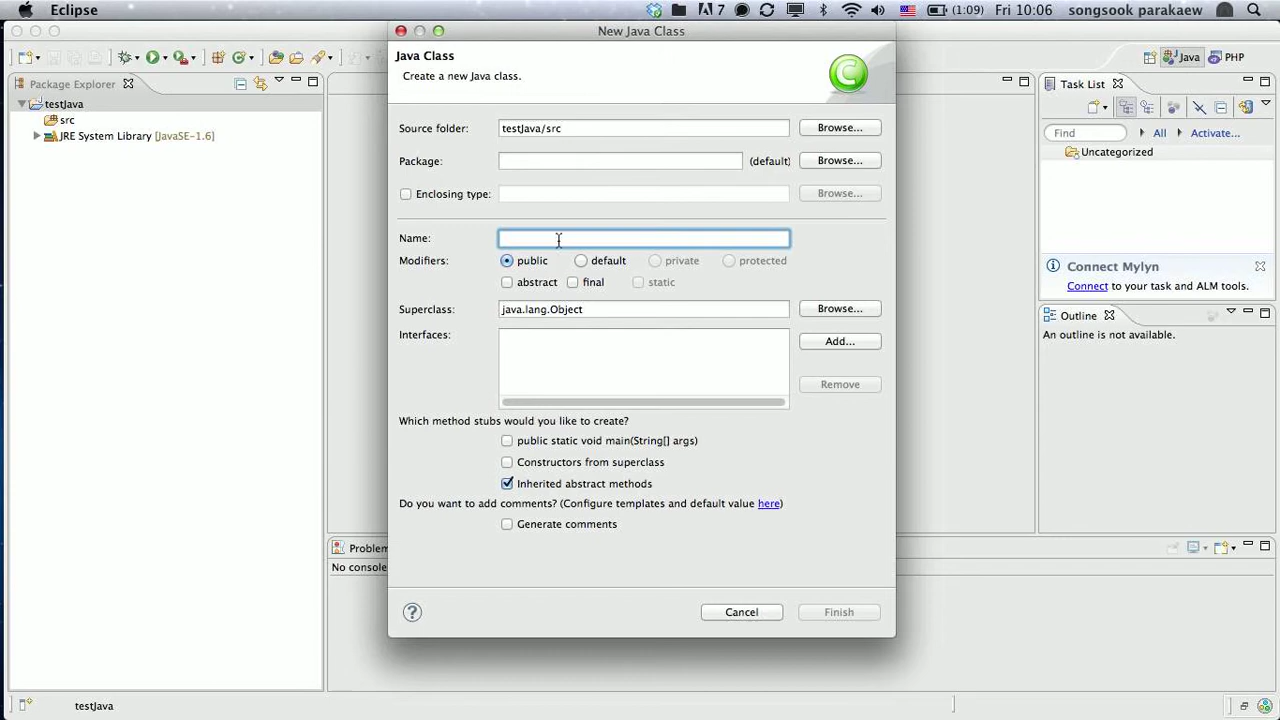 Eclipse
7
(1:09)
Fri 10:06
songsook parakaew
New Java Class
Java Class
Create a new Java class.
Java
PHP
Package Explorer
testJava
src
JRE System Library [JavaSE-1.6]
Source folder:
testJava/src
Browse...
Package:
(default)
Browse...
Enclosing type:
Browse...
Name:
Modifiers:
public
default
private
protected
abstract
final
static
Superclass:
java.lang.Object
Browse...
Interfaces:
Add...
Remove
Which method stubs would you like to create?
public static void main(String[] args)
Constructors from superclass
Inherited abstract methods
Do you want to add comments? (Configure templates and default value here)
Generate comments
?
Cancel
Finish
Task List
Find
All
Activate...
Uncategorized
Connect Mylyn
Connect to your task and ALM tools.
Outline
An outline is not available.
Problem
No console
testJava